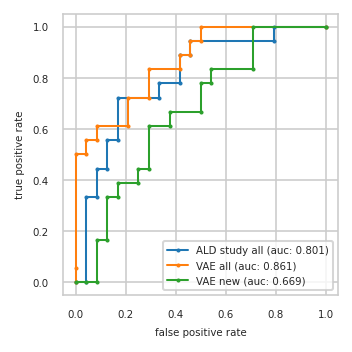 1.0
0.8
0.6
0.4
0.2
0.0
true positive rate
ALD study all (auc: 0.801)
VAE all (auc: 0.861)
VAE new (auc: 0.669)
0.0 0.2 0.4 0.6 0.8 1.0
false positive rate